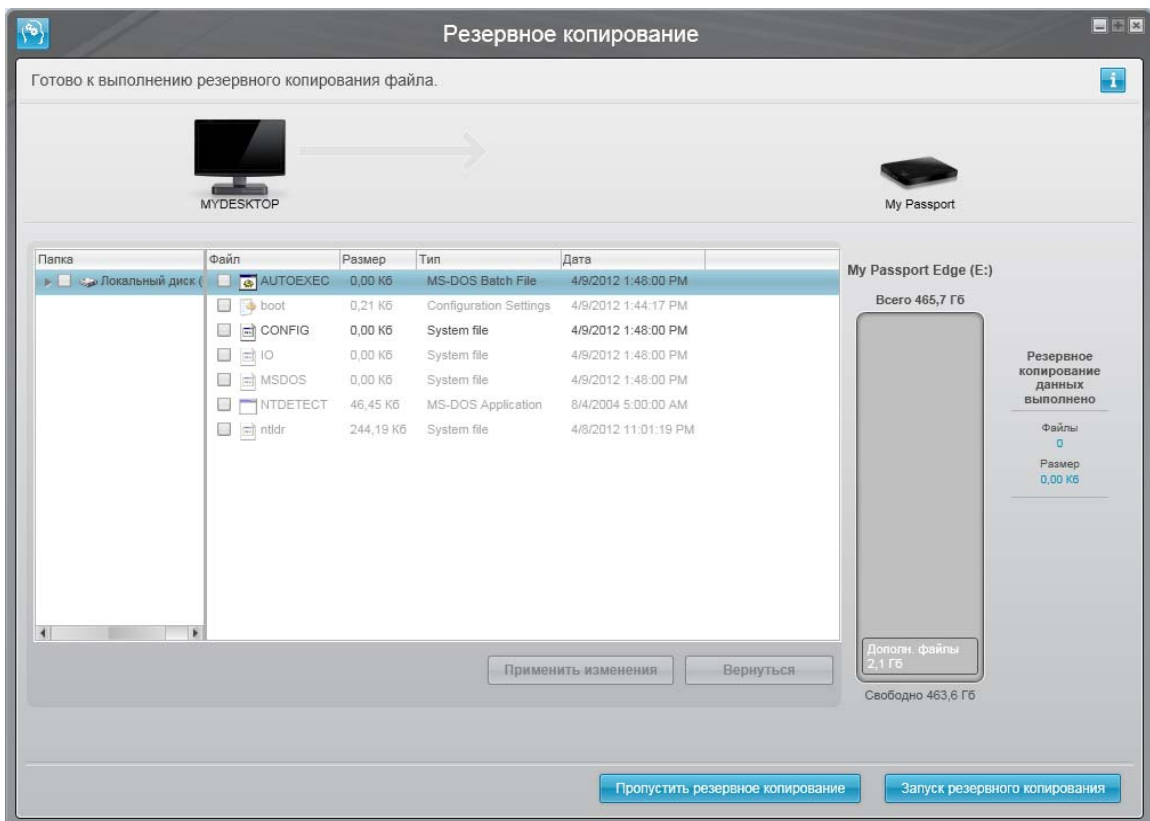 Резервное копирование
Готово к выполнению резервного копирования файла.
MYDESKTOP
My Passport
Папка Файл Размер Тип Дата
Локальный диск ( AUTOEXEC 0,00 Кб MS-DOS Batch File 4/9/2012 1:48:00 PM
boot 0,21 Кб Configuration Settings 4/9/2012 1:44:17 PM
CONFIG 0,00 Кб System file 4/9/2012 1:48:00 PM
IO 0,00 Кб System file 4/9/2012 1:48:00 PM
MSDOS 0,00 Кб System file 4/9/2012 1:48:00 PM
NTDETECT 46,45 Кб MS-DOS Application 8/4/2004 5:00:00 AM
ntldr 244,19 Кб System file 4/8/2012 11:01:19 PM
Применить изменения Вернуться
My Passport Edge (E:)
Всего 465,7 Гб
Дополн. файлы
2,1 Гб
Свободно 463,6 Гб
Резервное
копирование
данных
выполнено
Файлы
0
Размер
0,00 Кб
Пропустить резервное копирование Запуск резервного копирования